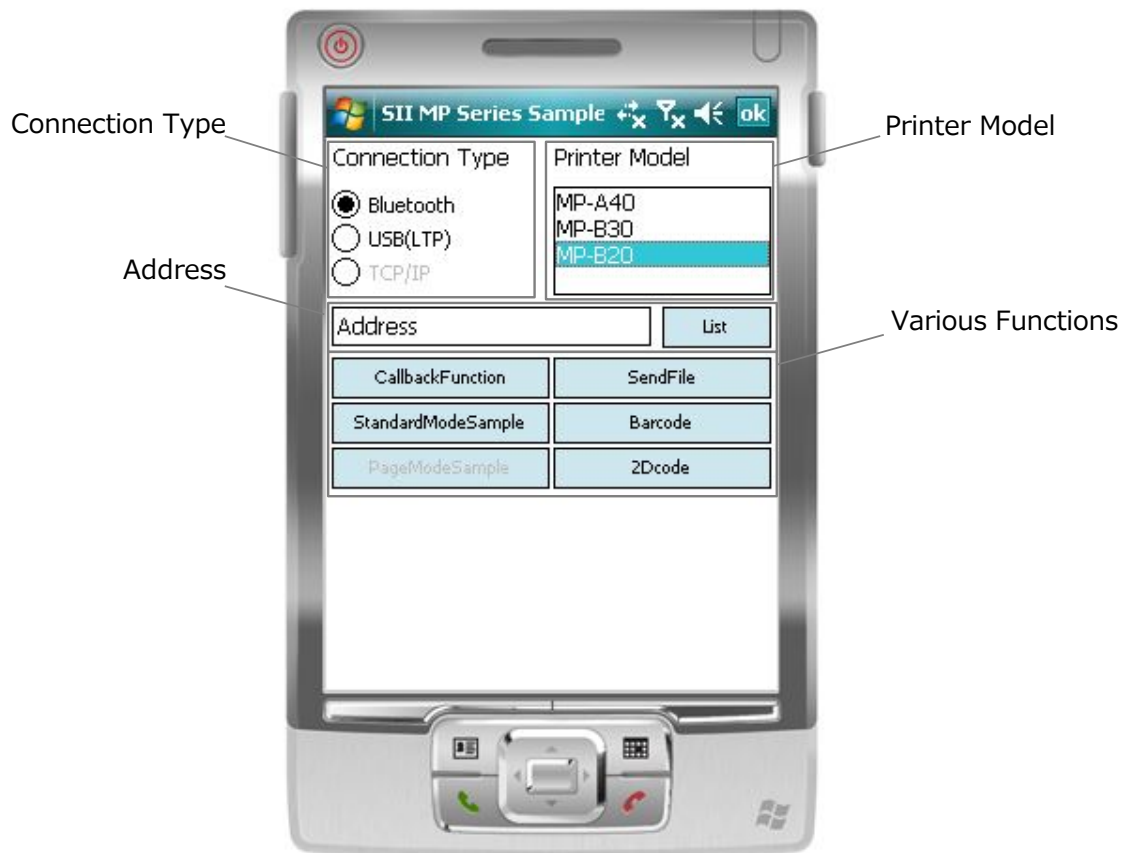 SII MP Series Sample ok
Connection Type
Printer Model
Connection Type
Printer Model
Bluetooth
USB(LTP)
TCP/IP
MP-A40
MP-B30
MP-B20
Address
Address
List
Various Functions
CallbackFunction
SendFile
StandardModeSample
Barcode
PageModeSample
2Dcode